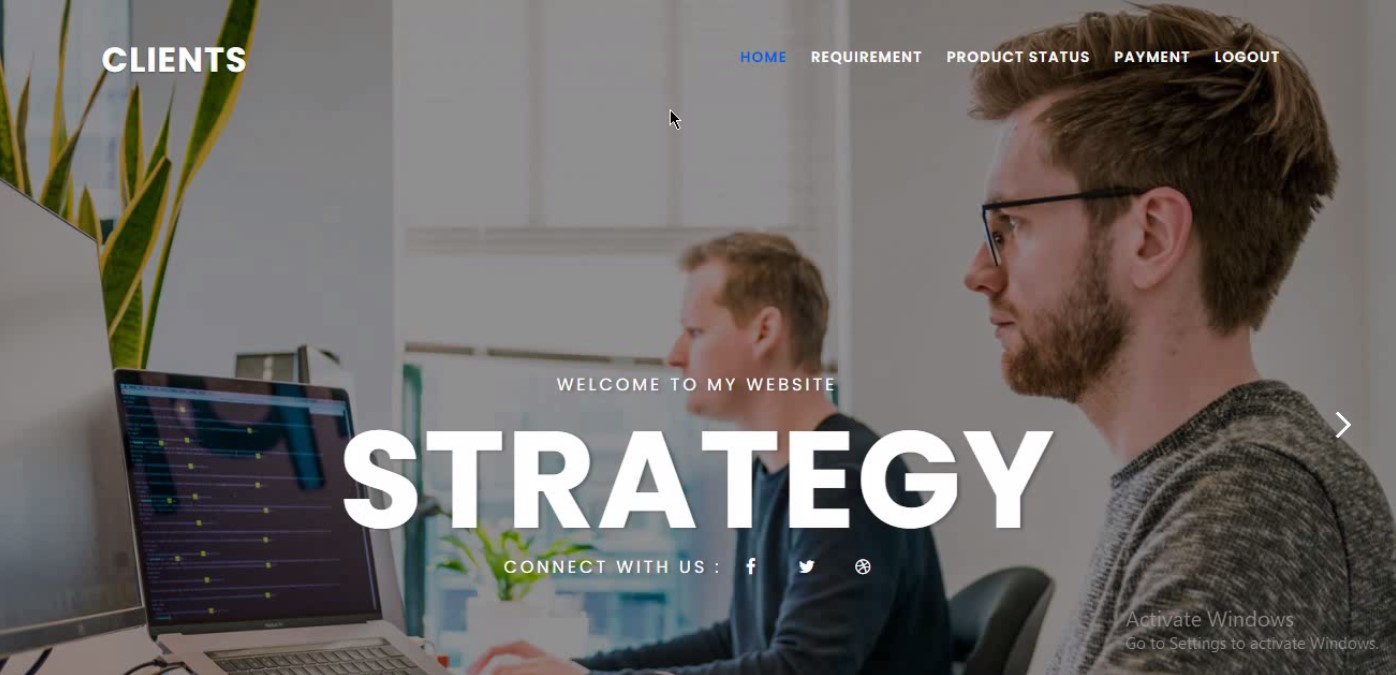 CLIENTS
HOME REQUIREMENT PRODUCT STATUS PAYMENT LOGOUT
WELCOME TO MY WEBSITE
STRATEGY
CONNECT WITH US :
Activate Windows
Go to Settings to activate Windows.